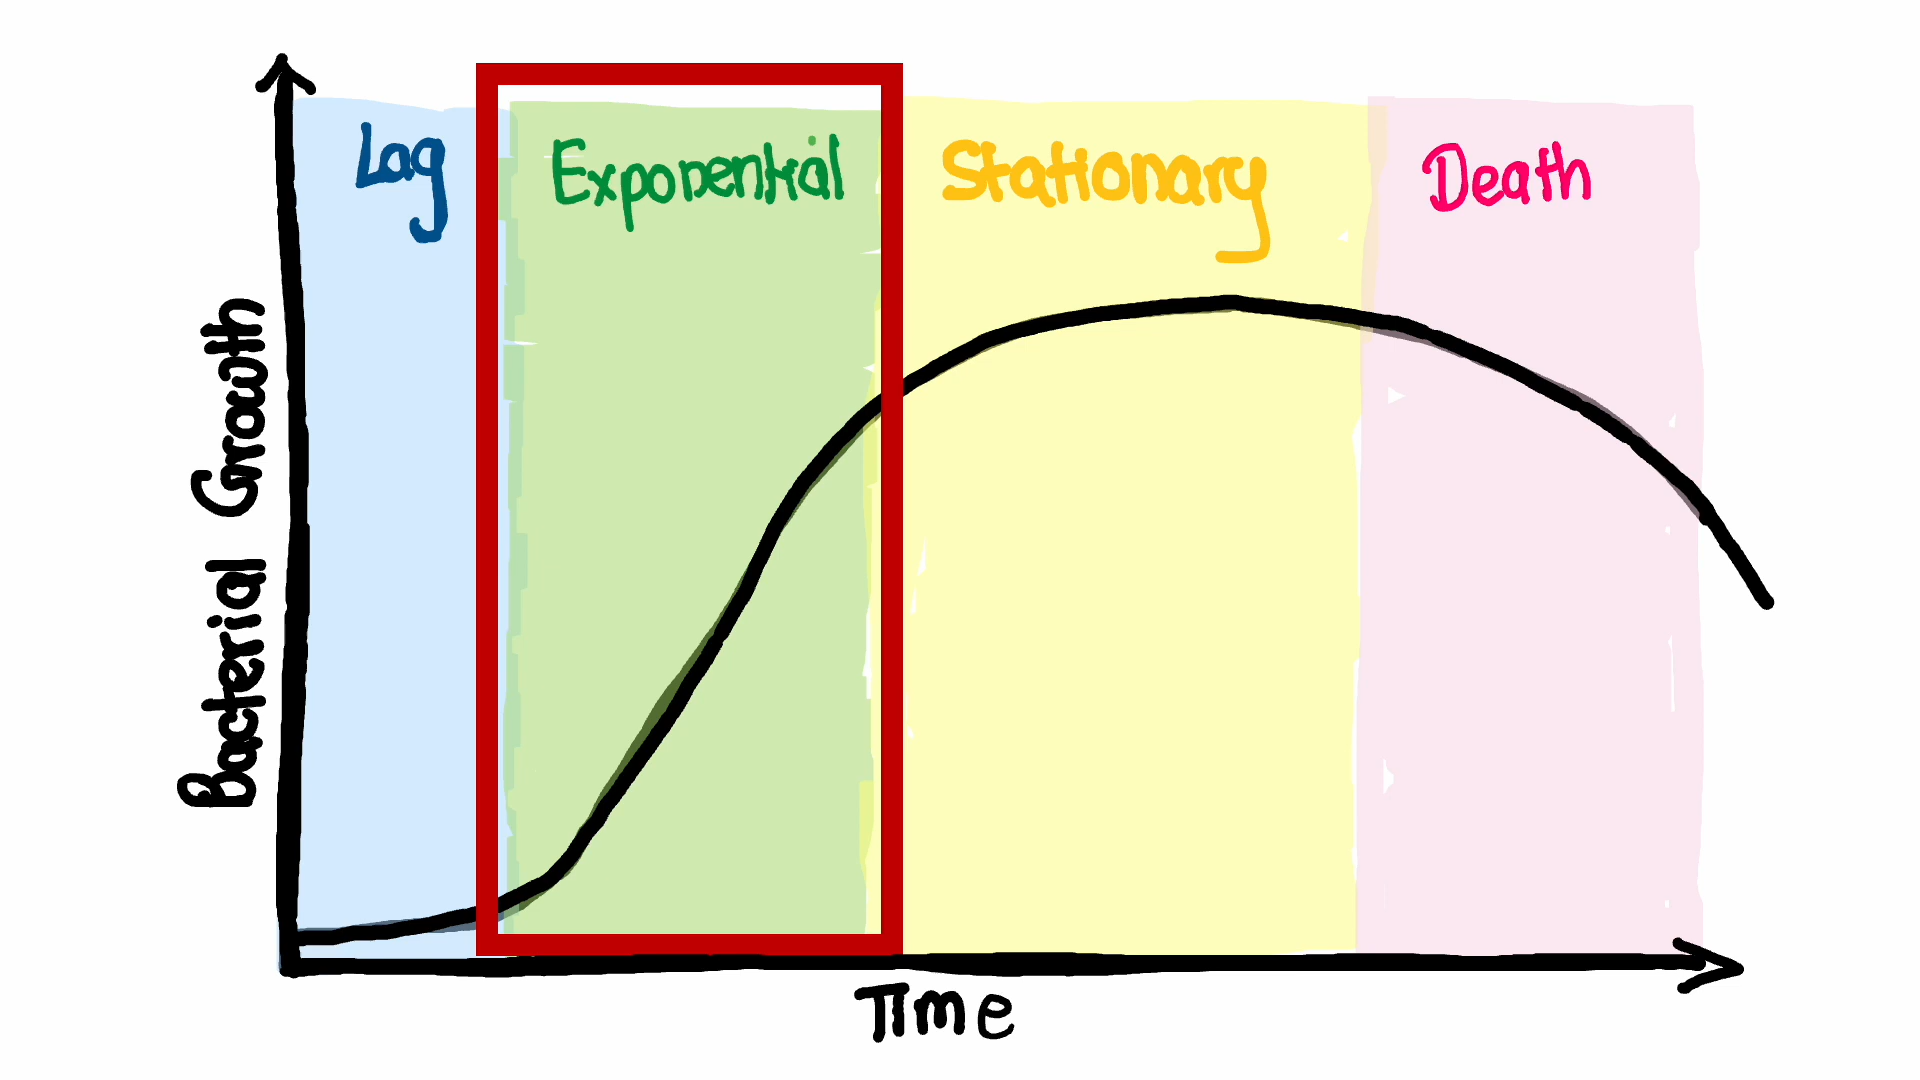 Lag
Exponential
Stationary
Death
Bacterial Growth
Time